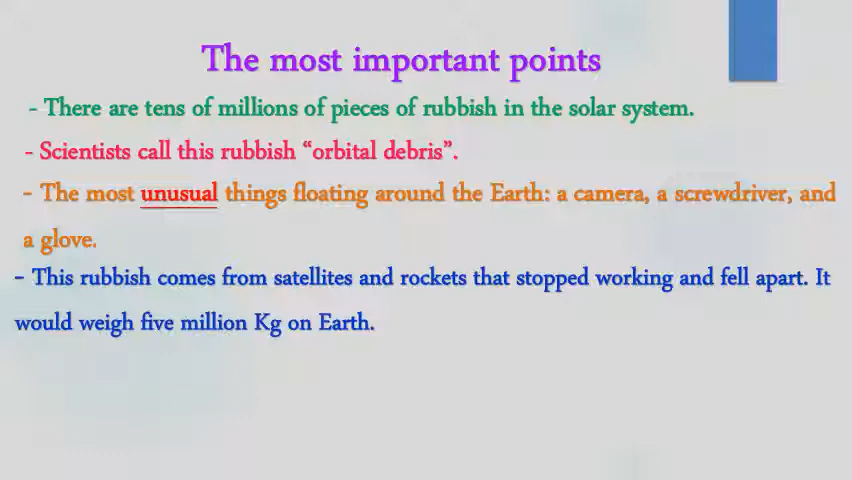 The most important points
- There are tens of millions of pieces of rubbish in the solar system.
- Scientists call this rubbish “orbital debris”.
- The most unusual things floating around the Earth: a camera, a screwdriver, and
a glove.
- This rubbish comes from satellites and rockets that stopped working and fell apart. It
would weigh five million Kg on Earth.